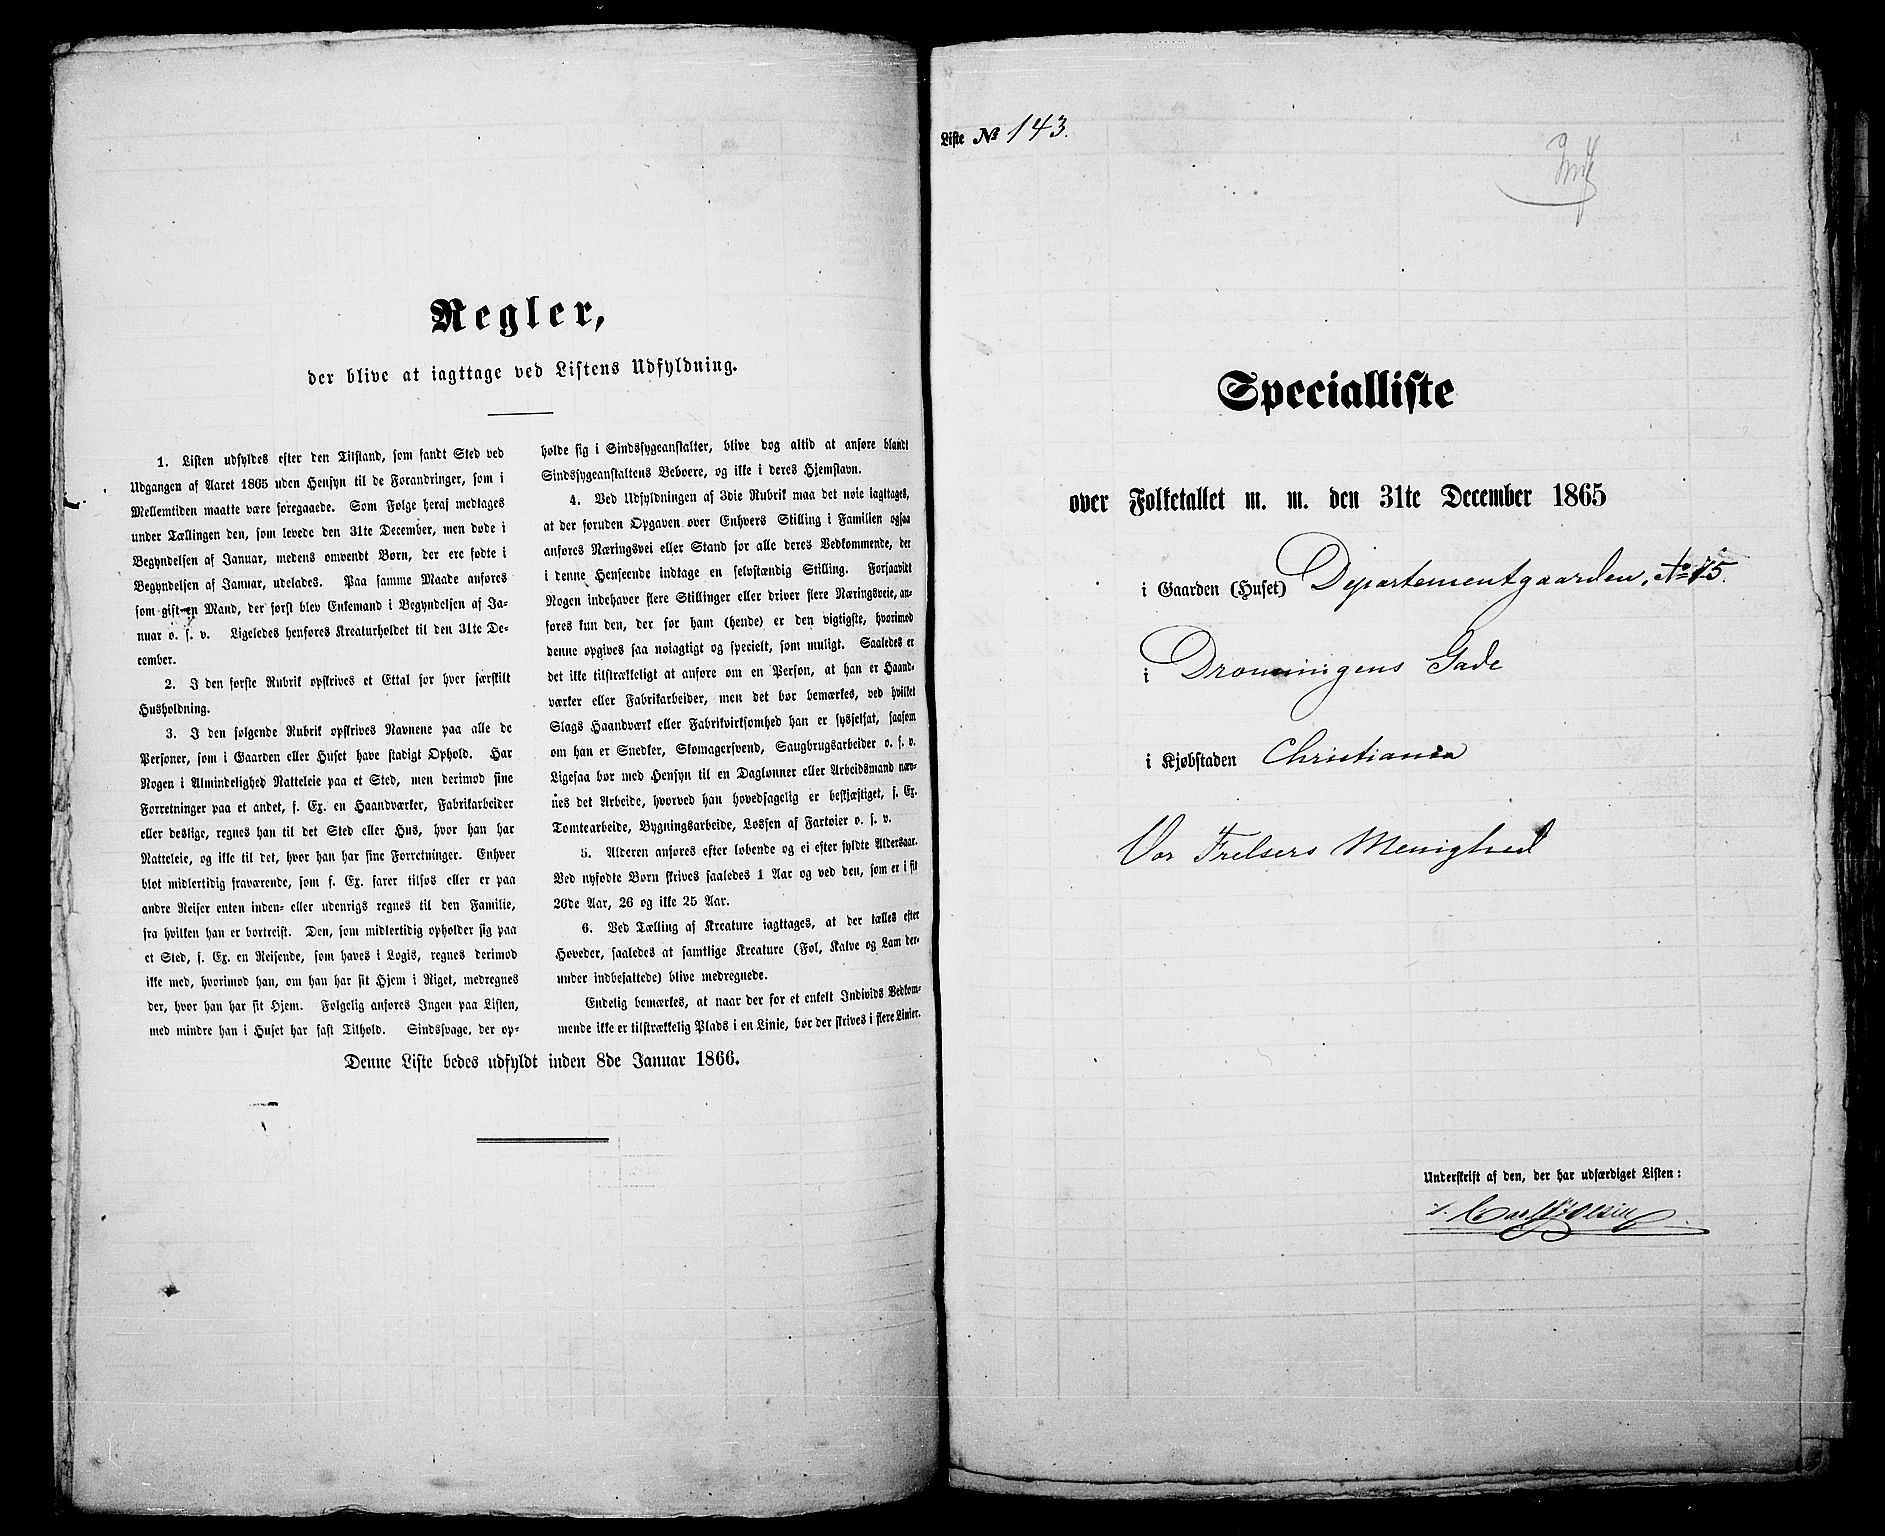 Regler,
der blive at iagttage ved Listens Udfyldning.
1. Listen udfyldes efter den Tilstand, som fandt Sted ved
Udgangen af Aaret 1865 uden Hensyn til de Forandringer, som i
Mellemtiden maatte være foregaaede. Som Følge heraf medtages
under Tællingen den, som levede den 31te December, men døde i
Begyndelsen af Januar, medens omvendt Børn, der ere fødte i
Begyndelsen af Januar, udelades. Paa samme Maade anføres
som gift en Mand, der først blev Enkemand i Begyndelsen af Ja-
nuar o. s. v. Ligeledes henføres Kreaturholdet til den 31te De-
cember.
2. I den første Rubrik opskrives et Ettal for hver særskilt
Husholdning.
3. I den følgende Rubrik opskrives Navnene paa alle de
Personer, som i Gaarden eller Huset have stadigt Ophold. Har
Nogen i Almindelighed Natteleie paa et Sted, men derimod sine
Forretninger paa et andet, f. Ex. en Haandværker, Fabrikarbeider
eller deslige, regnes han til det Sted eller Hus, hvor han har
Natteleie, og ikke til det, hvor han har sine Forretninger. Enhver
blot midlertidig fraværende, som f. Ex. farer tilsøs eller er paa
andre Reiser enten inden- eller udenrigs regnes til den Familie,
fra hvilken han er bortreist. Den, som midlertidig opholder sig paa
et Sted, f. Ex. en Reisende, som haves i Logis, regnes derimod
ikke med, hvorimod han, om han har sit Hjem i Riget, medregnes
der, hvor han har sit Hjem. Følgelig anføres Ingen paa Listen,
med mindre han i Huset har fast Tilhold. Sindssvage, der op-
holde sig i Sindssygeanstalter, blive dog altid at anføre blandt
Sindssygeanstaltens Beboere, og ikke i deres Hjemstavn.
4. Ved Udfyldningen af 3die Rubrik maa det nøie iagttages,
at der foruden Opgaven over Enhvers Stilling i Familien ogsaa
anføres Næringsvei eller Stand for alle deres Vedkommende, der
i denne Henseende indtage en selvstændig Stilling. Forsaavidt
Nogen indehaver flere Stillinger eller driver flere Næringsveie, an-
føres kun den, der for ham (hende) er den vigtigste, hvorimod
denne opgives saa nøiagtigt og specielt, som muligt. Saaledes er
det ikke tilstrækkeligt at anføre om en Person, at han er Haand-
værker eller Fabrikarbeider, men det bør bemærkes, ved hvilket
Slags Haandværk eller Fabrikvirksomhed han er sysselsat, saasom
om han er Snedker, Skomagersvend, Saugbrugsarbeider o. s. v.
Ligesaa bør med Hensyn til en Daglønner eller Arbeidsmand næv-
nes det Arbeide, hvorved han hovedsagelig er beskjæftiget, f. Ex.
Tomtearbeide, Bygningsarbeide, Lossen af Fartøier o. s. v.
5. Alderen anføres efter løbende og ei efter fyldte Aldersaar.
Ved nyfødte Børn skrives saaledes 1 Aar og ved den, som er i sit
26de Aar, 26 og ikke 25 Aar.
6. Ved Tælling af Kreature iagttages, at der tælles efter
Hoveder, saaledes at samtlige Kreature (Føl, Kalve og Lam der-
under indbefattede) blive medregnede.
Endelig bemærkes, at naar der for et enkelt Individs Vedkom-
mende ikke er tilstrækkelig Plads i en Linie, bør der skrives i flere Linier.
Denne Liste bedes udfyldt inden 8de Januar 1866.
Liste № 143.
Specialliste
over Folketallet m. m. den 31te December 1865
i Gaarden (Huset) Departementgaarden, No 15.
i Dronningens Gade
i Kjøbstaden Christiania
Vor Frelsers Menighed
Underskrift af den, der har udfærdiget Listen: